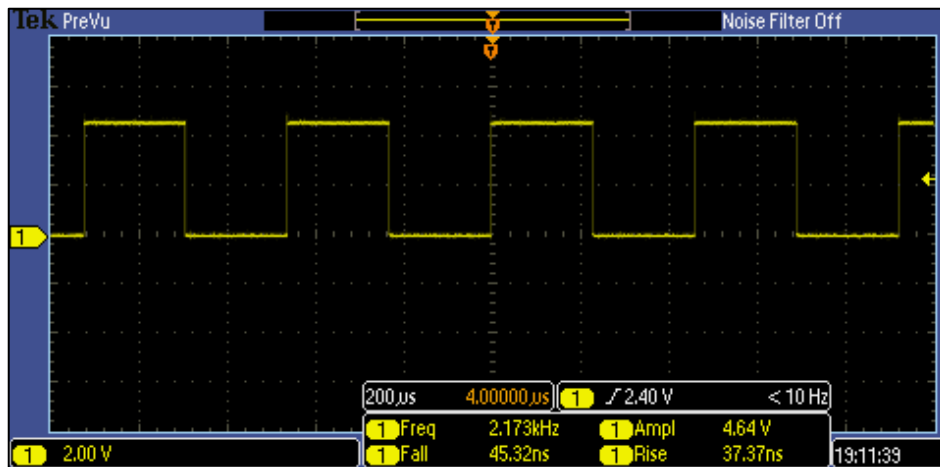 Tek PreVu Noise Filter Off
T
T
1
200µs 4.00000µs 1 2.40 V < 10 Hz
1 Freq 2.173kHz 1 Ampl 4.64 V
1 Fall 45.32ns 1 Rise 37.37ns
1 2.00 V 19:11:39